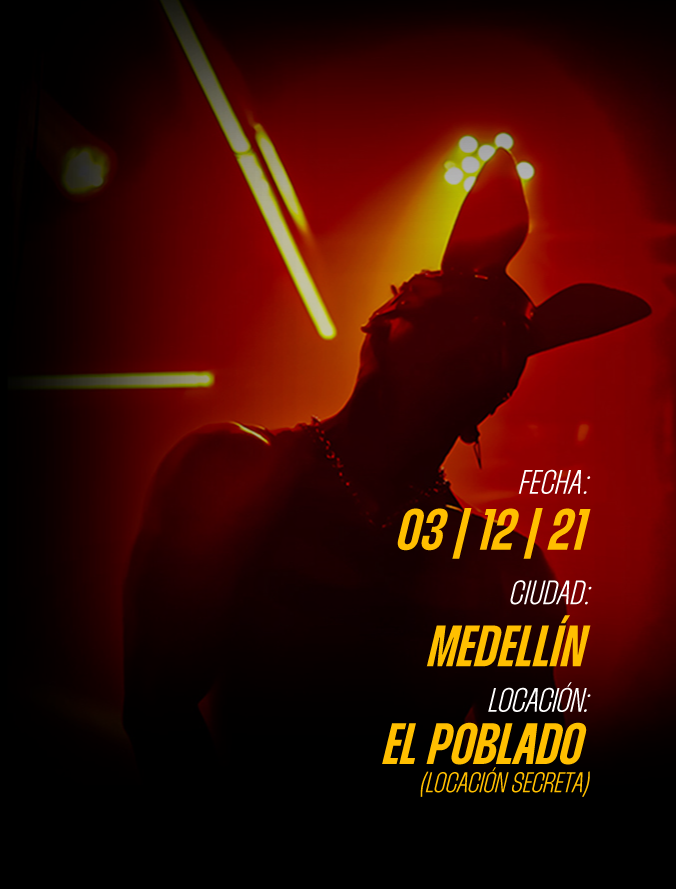 FECHA:
03 | 12 | 21
CIUDAD:
MEDELLÍN
LOCACIÓN:
EL POBLADO
(LOCACIÓN SECRETA)